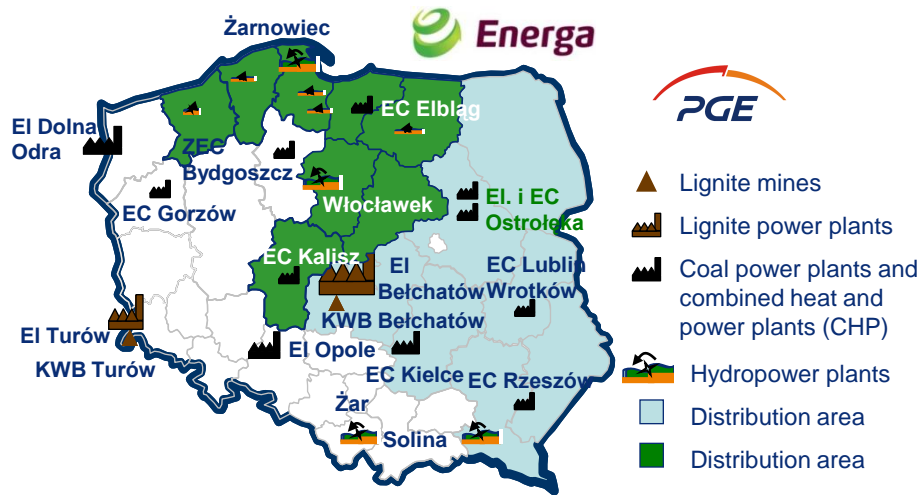 Żarnowiec
Energa
PGE
EC Elbląg
El Dolna
Odra
ZEC
Bydgoszcz
EC Gorzów
Włocławek
El. i EC
Ostrołęka
EC Kalisz
El
Bełchatów
KWB Bełchatów
EC Lublin
Wrotków
El Turów
KWB Turów
El Opole
EC Kielce
EC Rzeszów
Żar
Solina
Lignite mines
Lignite power plants
Coal power plants and
combined heat and
power plants (CHP)
Hydropower plants
Distribution area
Distribution area